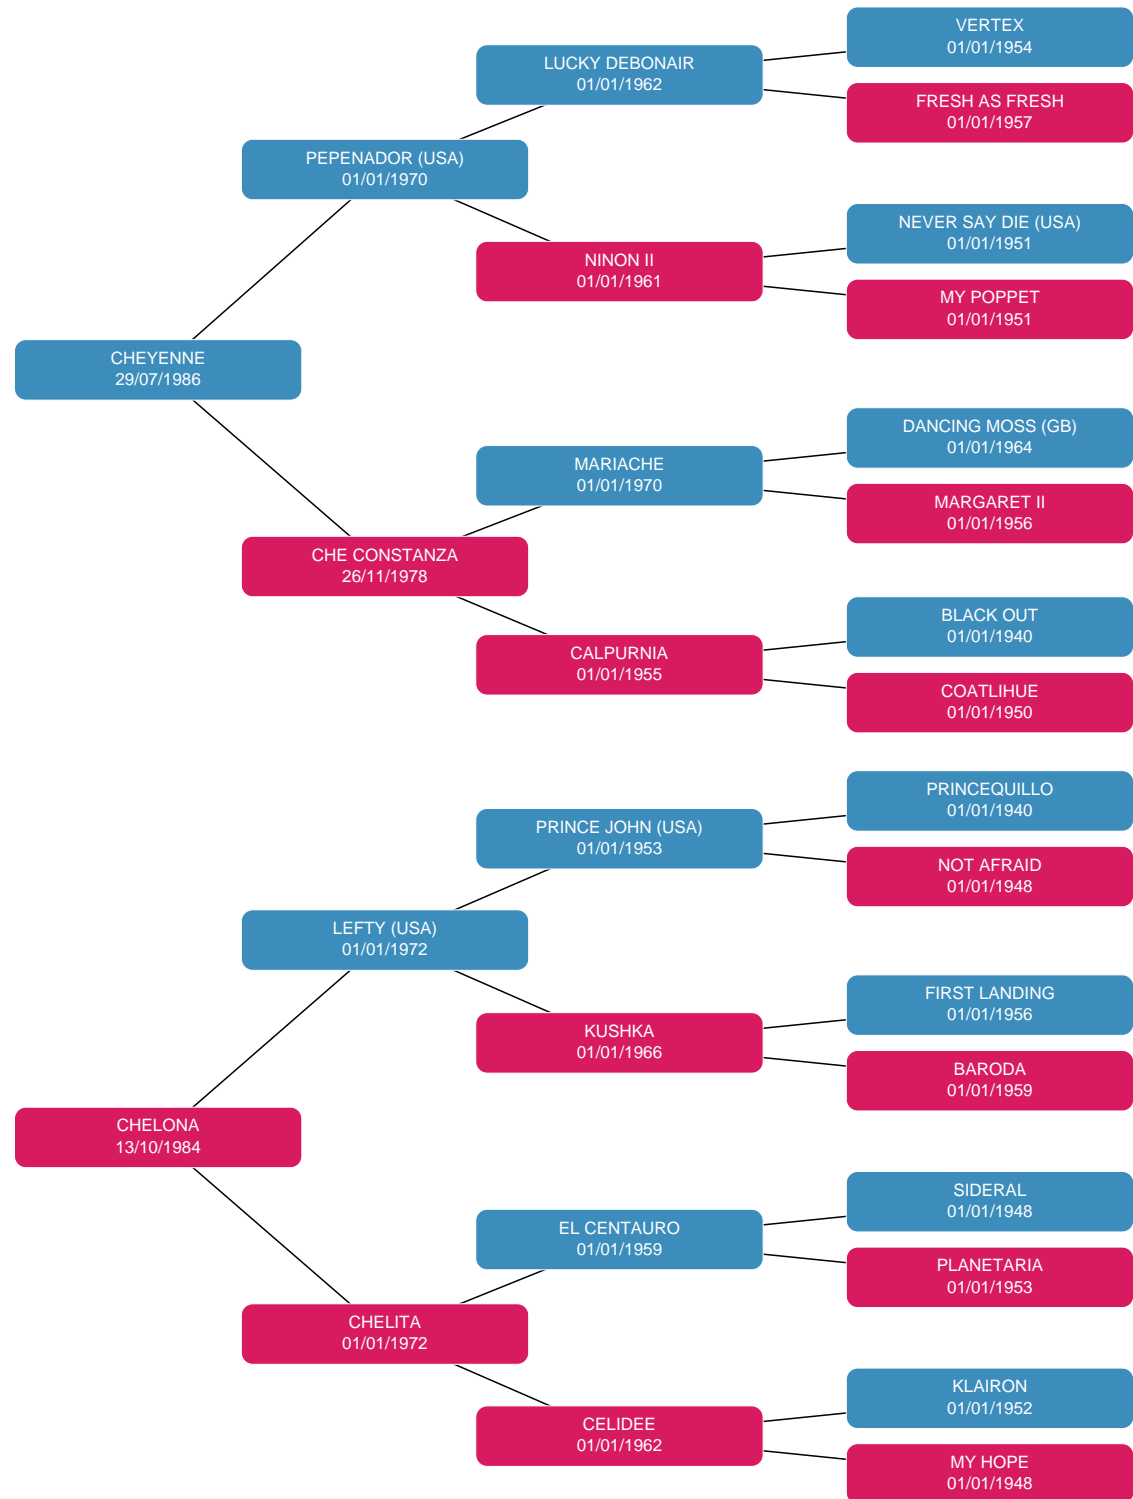 VERTEX
01/01/1954
LUCKY DEBONAIR
01/01/1962
FRESH AS FRESH
01/01/1957
PEPENADOR (USA)
01/01/1970
NEVER SAY DIE (USA)
01/01/1951
NINON II
01/01/1961
MY POPPET
01/01/1951
CHEYENNE
29/07/1986
DANCING MOSS (GB)
01/01/1964
MARIACHE
01/01/1970
MARGARET II
01/01/1956
CHE CONSTANZA
26/11/1978
BLACK OUT
01/01/1940
CALPURNIA
01/01/1955
COATLIHUE
01/01/1950
PRINCEQUILLO
01/01/1940
PRINCE JOHN (USA)
01/01/1953
NOT AFRAID
01/01/1948
LEFTY (USA)
01/01/1972
FIRST LANDING
01/01/1956
KUSHKA
01/01/1966
BARODA
01/01/1959
CHELONA
13/10/1984
SIDERAL
01/01/1948
EL CENTAURO
01/01/1959
PLANETARIA
01/01/1953
CHELITA
01/01/1972
KLAIRON
01/01/1952
CELIDEE
01/01/1962
MY HOPE
01/01/1948